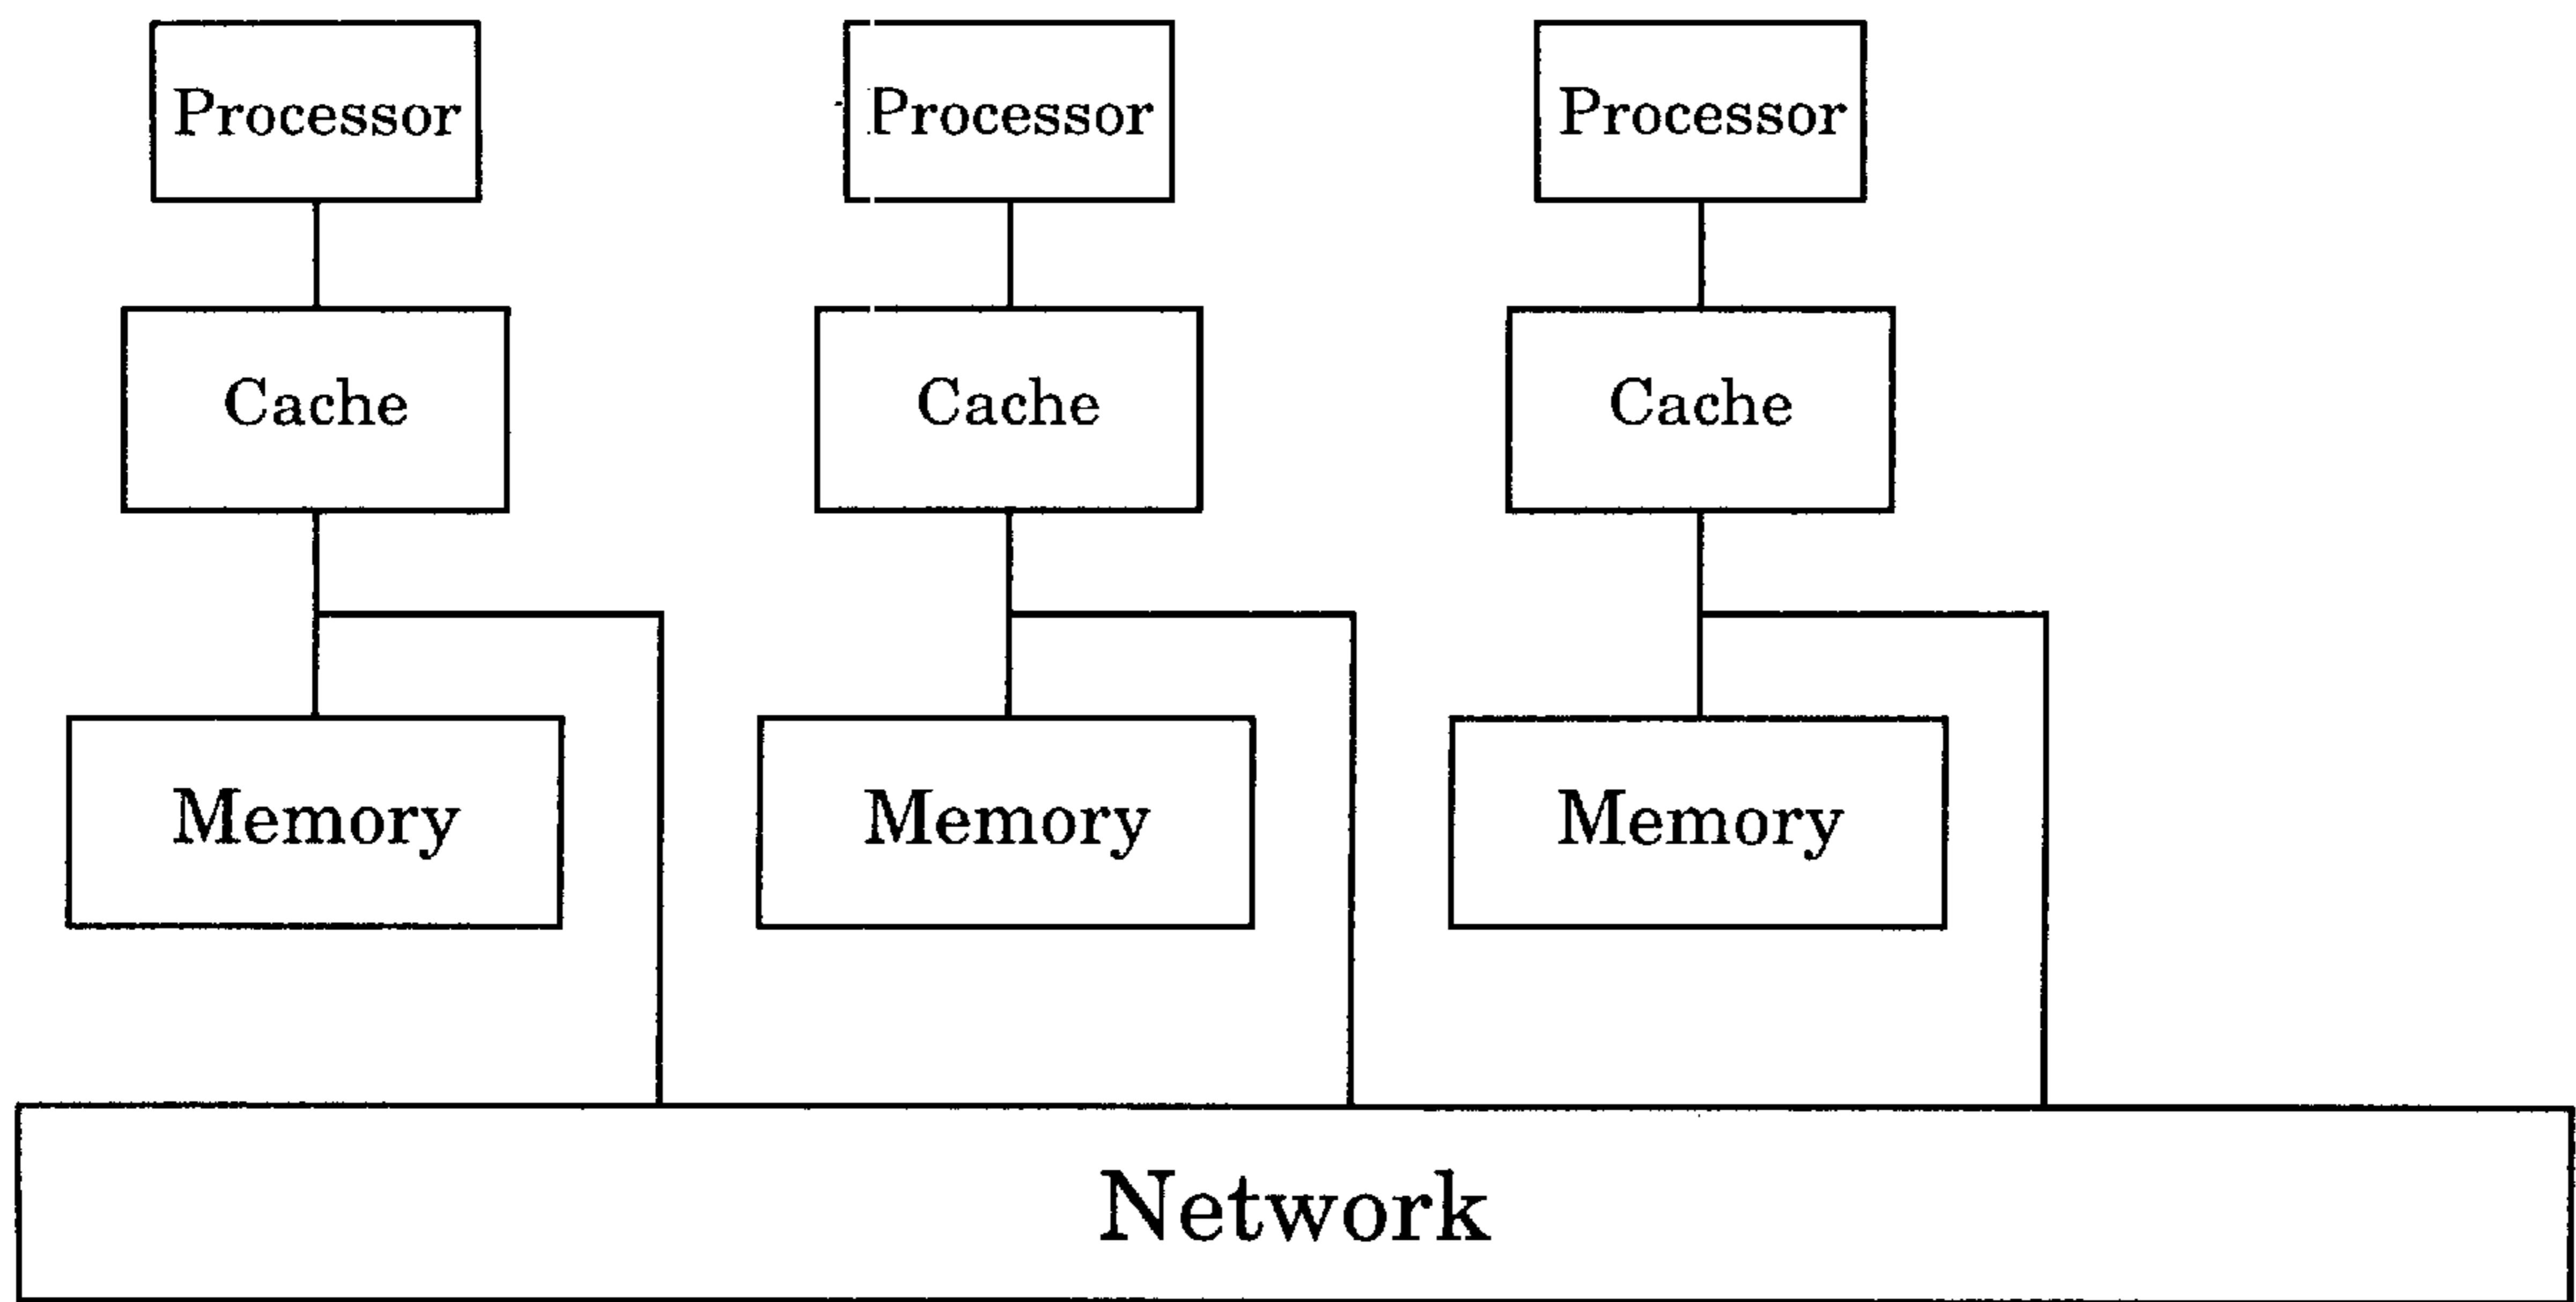 Processor Processor Processor
Cache Cache Cache
Memory Memory Memory
Network